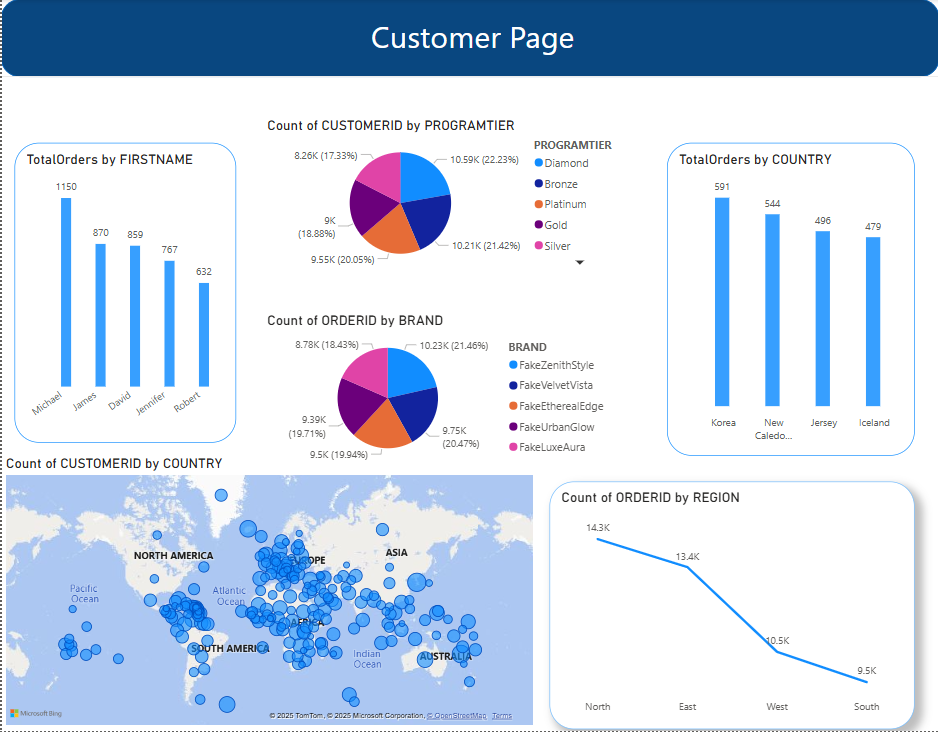 Customer Page
TotalOrders by FIRSTNAME
1150
870
859
767
632
Michael
James
David
Jennifer
Robert
Count of CUSTOMERID by PROGRAMTIER
8.26K (17.33%)
10.59K (22.23%)
9K
(18.88%)
9.55K (20.05%)
10.21K (21.42%)
PROGRAMTIER
Diamond
Bronze
Platinum
Gold
Silver
TotalOrders by COUNTRY
591
544
496
479
Korea
New
Caledo...
Jersey
Iceland
Count of ORDERID by BRAND
8.78K (18.43%)
10.23K (21.46%)
9.39K
(19.71%)
9.5K (19.94%)
9.75K
(20.47%)
BRAND
FakeZenithStyle
FakeVelvetVista
FakeEtherealEdge
FakeUrbanGlow
FakeLuxeAura
Count of CUSTOMERID by COUNTRY
NORTH AMERICA
EUROPE
ASIA
Pacific
Ocean
Atlantic
Ocean
AFRICA
SOUTH AMERICA
Indian
Ocean
AUSTRALIA
Microsoft Bing
© 2025 TomTom, © 2025 Microsoft Corporation, © OpenStreetMap Terms
Count of ORDERID by REGION
14.3K
13.4K
10.5K
9.5K
North
East
West
South